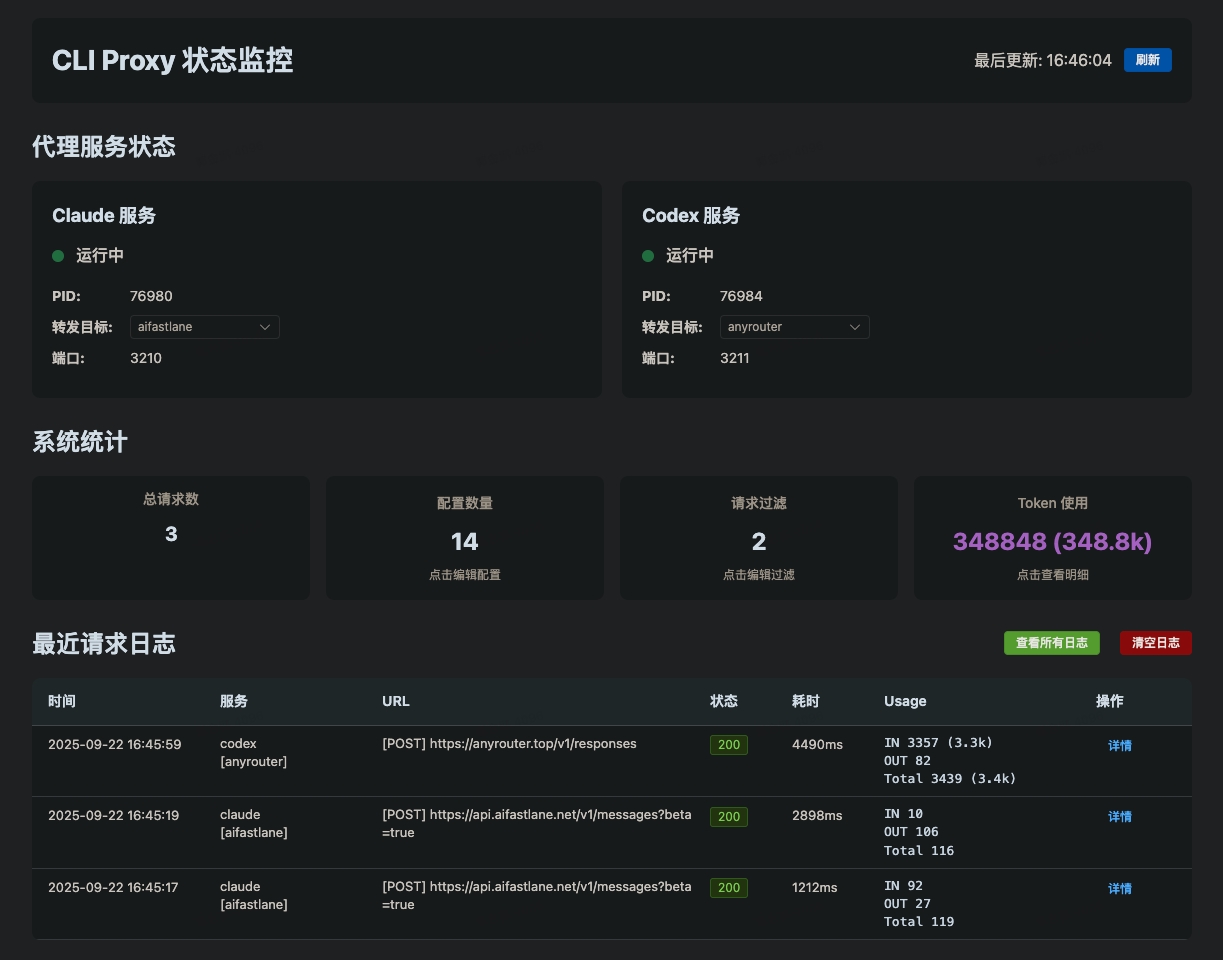 CLI Proxy 状态监控
最后更新: 16:46:04
刷新
代理服务状态
Claude 服务
运行中
PID: 76980
转发目标: aifastlane
端口: 3210
Codex 服务
运行中
PID: 76984
转发目标: anyrouter
端口: 3211
系统统计
总请求数
3
配置数量
14
点击编辑配置
请求过滤
2
点击编辑过滤
Token 使用
348848 (348.8k)
点击查看明细
最近请求日志
查看所有日志
清空日志
时间 服务 URL 状态 耗时 Usage 操作
2025-09-22 16:45:59
codex
[anyrouter]
[POST] https://anyrouter.top/v1/responses
200
4490ms
IN 3357 (3.3k)
OUT 82
Total 3439 (3.4k)
详情
2025-09-22 16:45:19
claude
[aifastlane]
[POST] https://api.aifastlane.net/v1/messages?beta
=true
200
2898ms
IN 10
OUT 106
Total 116
详情
2025-09-22 16:45:17
claude
[aifastlane]
[POST] https://api.aifastlane.net/v1/messages?beta
=true
200
1212ms
IN 92
OUT 27
Total 119
详情